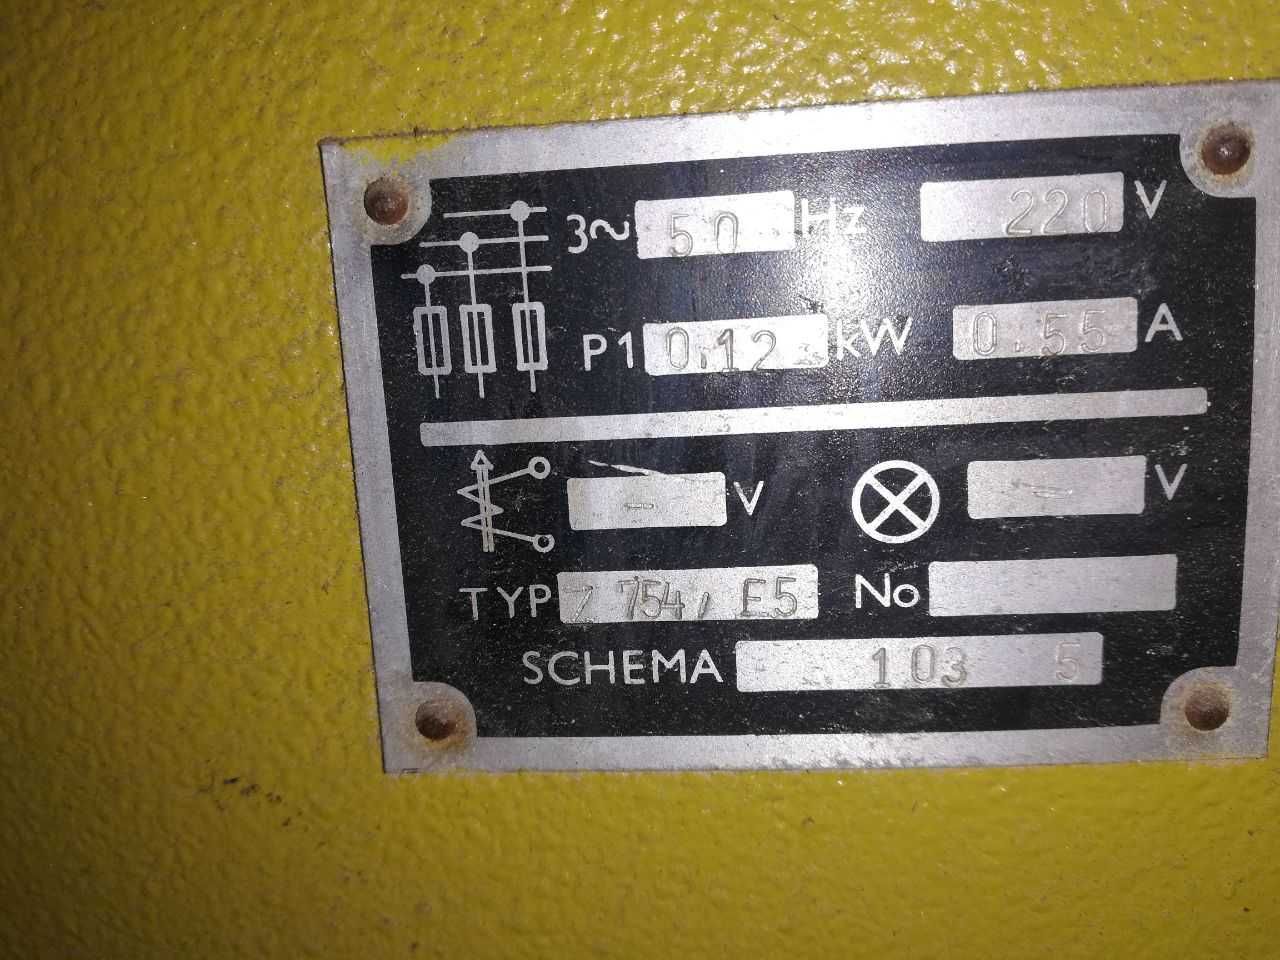 3~ 50 Hz 220 V
P1 0.12 kW 0.55 A
- V - V
TYP Z 754/ E5 No
SCHEMA 103 5